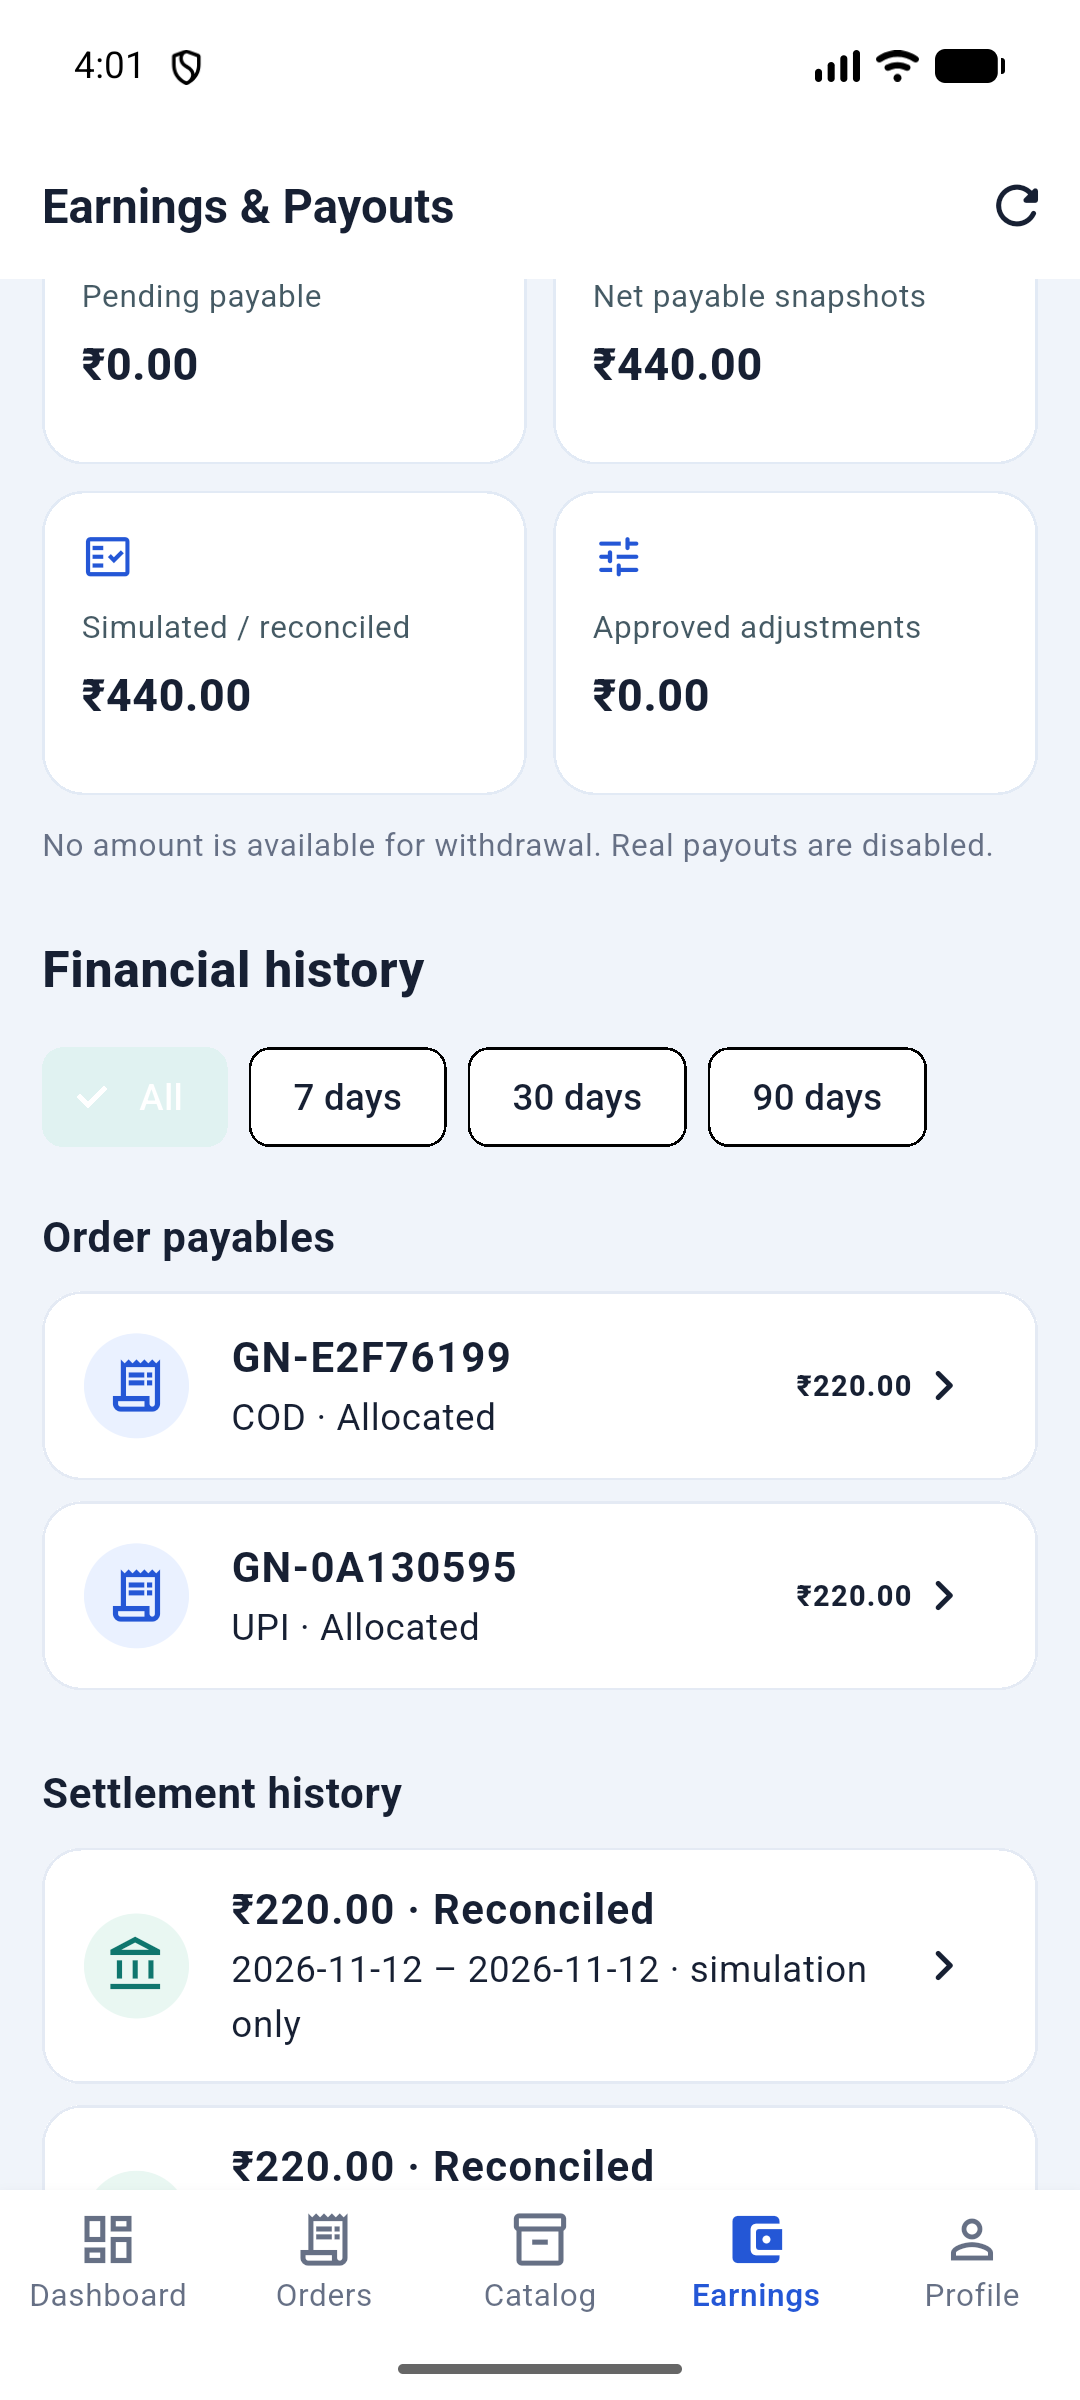 4:01
Earnings & Payouts
Pending payable
₹0.00
Net payable snapshots
₹440.00
Simulated / reconciled
₹440.00
Approved adjustments
₹0.00
No amount is available for withdrawal. Real payouts are disabled.
Financial history
All
7 days
30 days
90 days
Order payables
GN-E2F76199
COD · Allocated
₹220.00
GN-0A130595
UPI · Allocated
₹220.00
Settlement history
₹220.00 · Reconciled
2026-11-12 – 2026-11-12 · simulation
only
₹220.00 · Reconciled
Dashboard
Orders
Catalog
Earnings
Profile